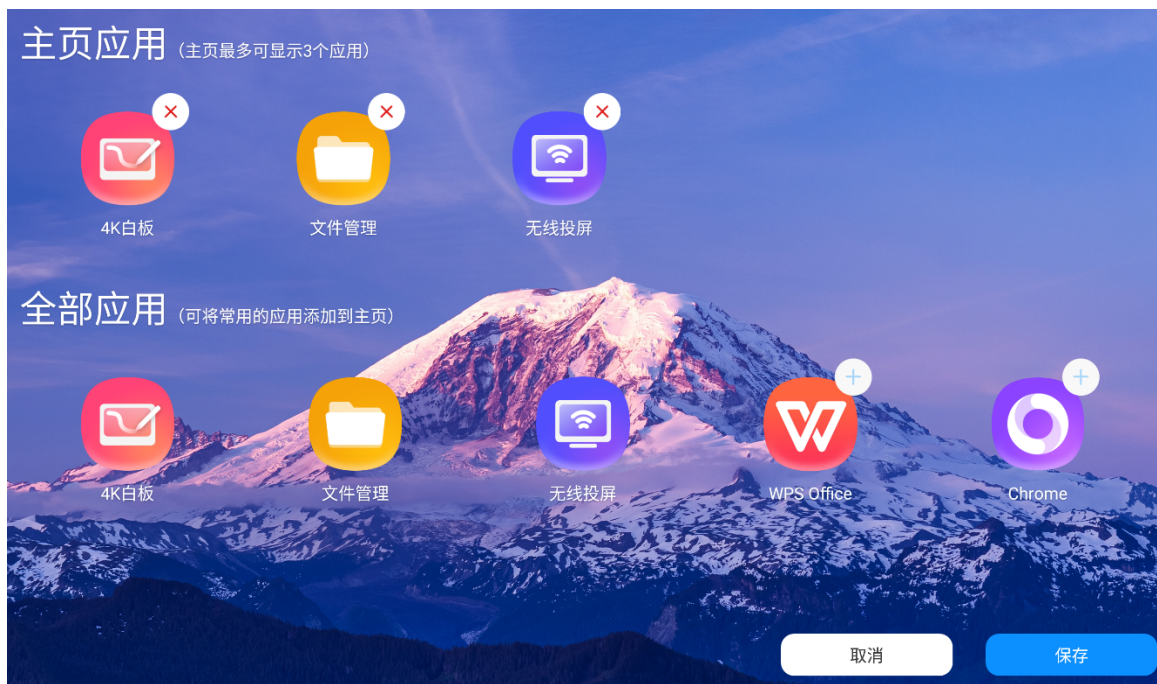 主页应用（主页最多可显示3个应用）
4K白板 文件管理 无线投屏
全部应用（可将常用的应用添加到主页）
4K白板 文件管理 无线投屏 WPS Office Chrome
取消 保存